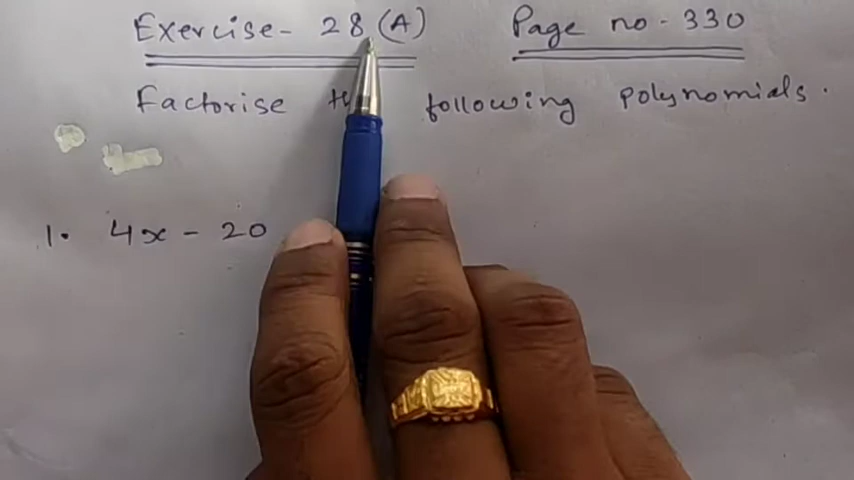 Exercise- 28 (A) Page no - 330
Factorise following polynomials.
1. 4x - 20